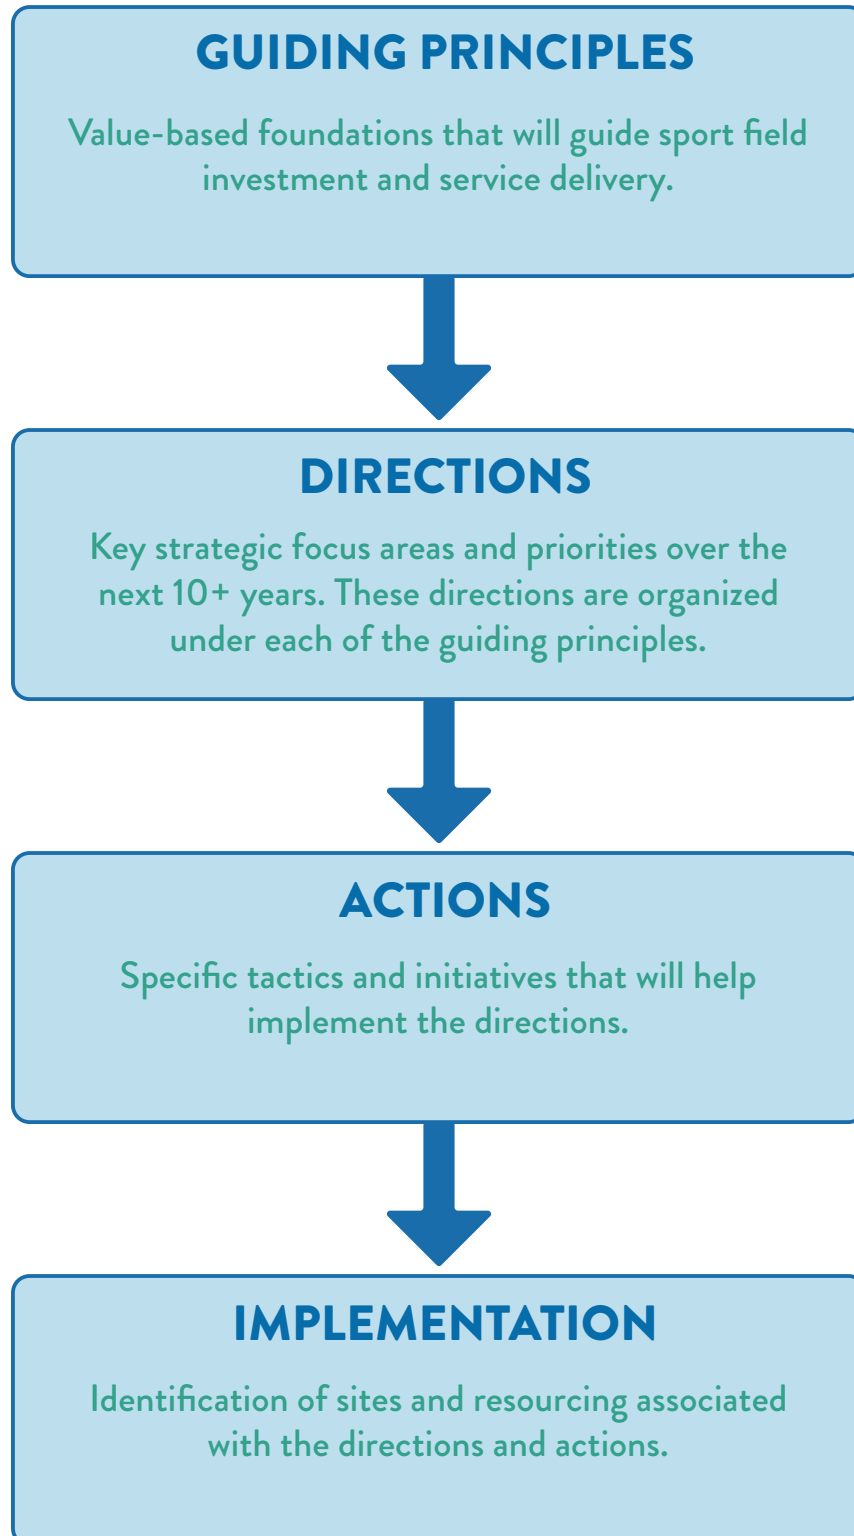 GUIDING PRINCIPLES
Value-based foundations that will guide sport field
investment and service delivery.
DIRECTIONS
Key strategic focus areas and priorities over the
next 10+ years. These directions are organized
under each of the guiding principles.
ACTIONS
Specific tactics and initiatives that will help
implement the directions.
IMPLEMENTATION
Identification of sites and resourcing associated
with the directions and actions.